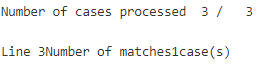 Number of cases processed  3 /   3
Line 3Number of matches1case(s)